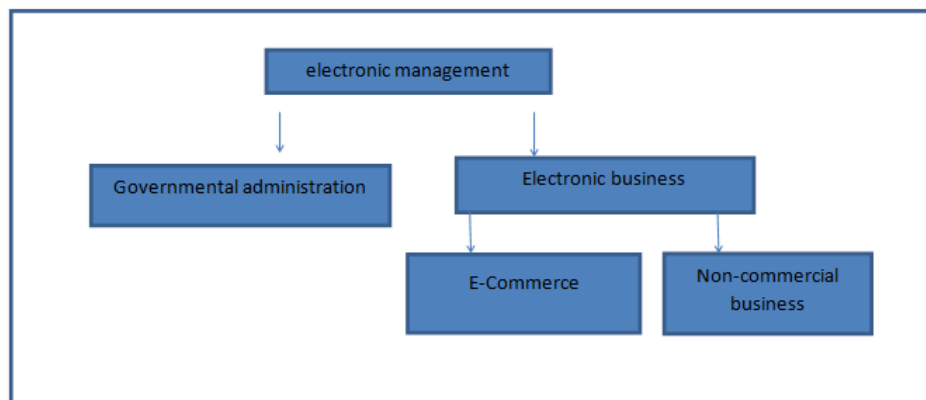 electronic management
Governmental administration
Electronic business
E-Commerce
Non-commercial
business